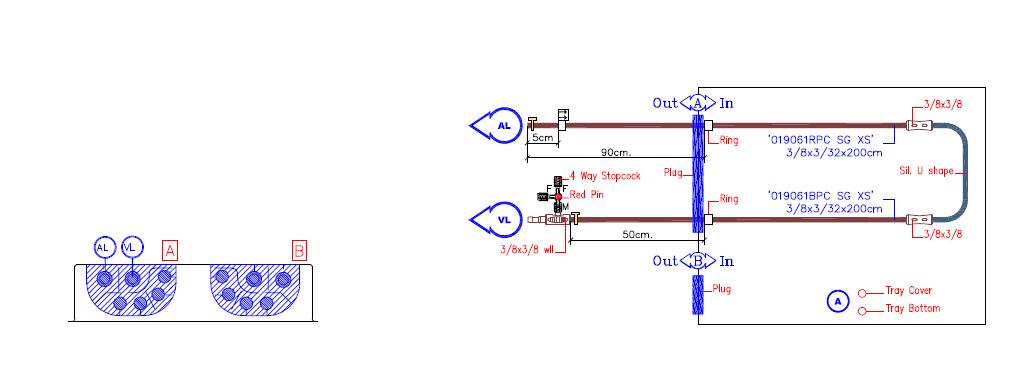 Out A In
3/8x3/8
AL
5cm
Ring
'019061RPC SG XS'
3/8x3/32x200cm
90cm.
4 Way Stopcock
Plug
Sil. U shape
F F
Red Pin
M
Ring
'019061BPC SG XS'
3/8x3/32x200cm
VL
50cm.
3/8x3/8 wll
3/8x3/8
AL VL A B
Out B In
Plug
A
Tray Cover
Tray Bottom